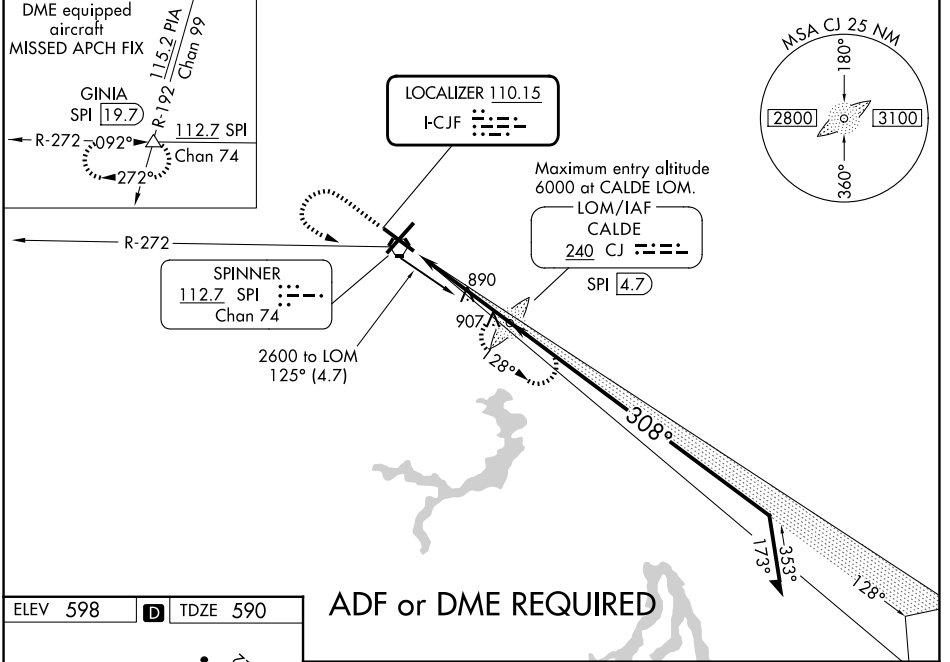 DME equipped
aircraft
MISSED APCH FIX
115.2 PIA
Chan 99
R-192
GINIA
SPI 19.7
R-272
092°
272°
112.7 SPI
Chan 74
LOCALIZER 110.15
I-CJF
MSA CJ 25 NM
180°
2800
3100
360°
Maximum entry altitude
6000 at CALDE LOM.
LOM/IAF
CALDE
240 CJ
SPI 4.7
R-272
SPINNER
112.7 SPI
Chan 74
890
907
128°
2600 to LOM
125° (4.7)
308°
173°
353°
128°
ELEV 598
D
TDZE 590
ADF or DME REQUIRED